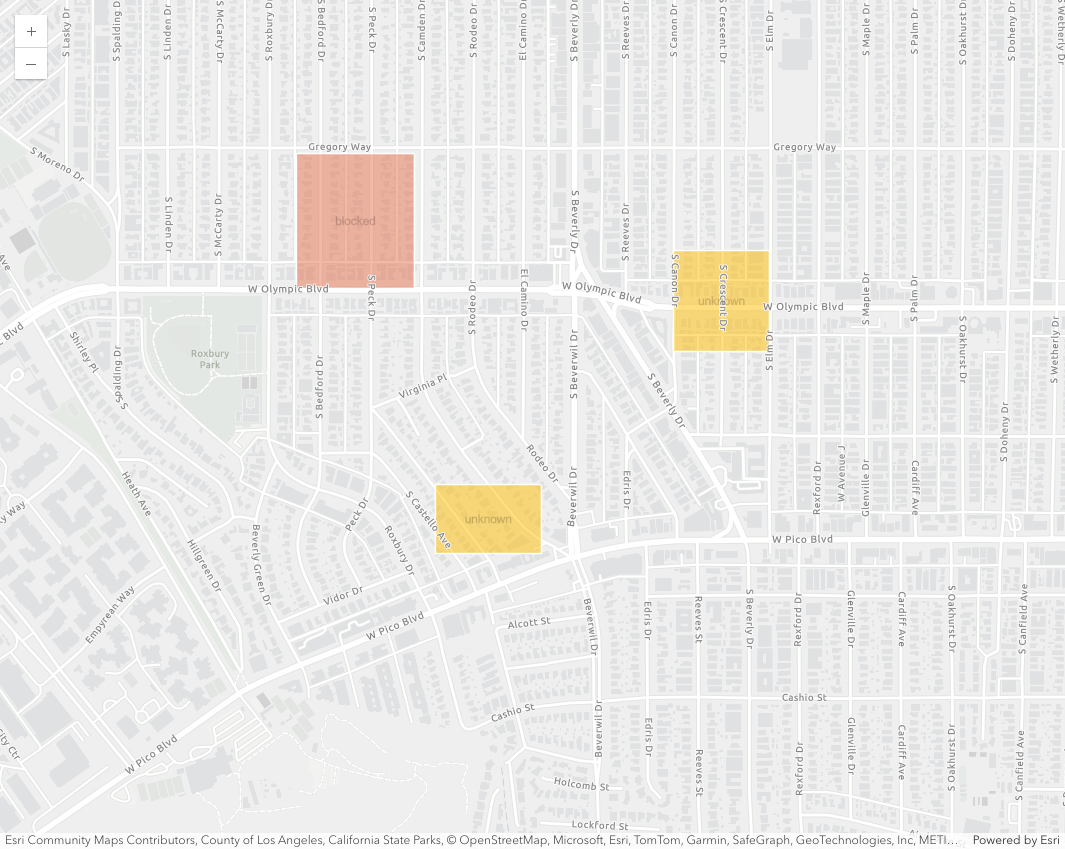 +
S Lasky Dr
S Spalding Dr
S Linden Dr
S McCarty Dr
S Roxbury Dr
S Bedford Dr
S Peck Dr
S Camden Dr
S Rodeo Dr
El Camino Dr
S Beverly Dr
S Reeves Dr
S Canon Dr
S Crescent Dr
S Elm Dr
S Maple Dr
S Palm Dr
S Oakhurst Dr
S Doheny Dr
S Wetherly Dr
–
Gregory Way
Gregory Way
S Moreno Dr
S Linden Dr
S McCarty Dr
blocked
S Beverly Dr
S Reeves Dr
Ave
S Canon Dr
S Crescent Dr
unknown
W Olympic Blvd
S Peck Dr
S Rodeo Dr
El Camino Dr
W Olympic Blvd
W Olympic Blvd
S Maple Dr
S Palm Dr
Blvd
Shirley Pl
S Spalding Dr
Roxbury
Park
S Bedford Dr
Virginia Pl
S Beverwil Dr
S Beverly Dr
S Elm Dr
S Oakhurst Dr
S Wetherly Dr
S Doheny Dr
Rodeo Dr
Heath Ave
Beverwil Dr
Edris Dr
Rexford Dr
W Avenue J
Glenville Dr
Cardiff Ave
Way
Peck Dr
S Castello Ave
unknown
Hillgreen Dr
Beverly Green Dr
Roxbury Dr
W Pico Blvd
Vidor Dr
Empyrean Way
W Pico Blvd
Alcott St
Beverwil Dr
Edris Dr
Reeves St
S Beverly Dr
Rexford Dr
Glenville Dr
Cardiff Ave
S Oakhurst Dr
S Canfield Ave
Cashio St
Cashio St
City Ctr
W Pico Blvd
Beverwil Dr
Edris Dr
Reeves St
Rexford Dr
Glenville Dr
Cardiff Ave
S Oakhurst Dr
S Canfield Ave
Holcomb St
Lockford St
Esri Community Maps Contributors, County of Los Angeles, California State Parks, © OpenStreetMap, Microsoft, Esri, TomTom, Garmin, SafeGraph, GeoTechnologies, Inc, METI... Powered by Esri